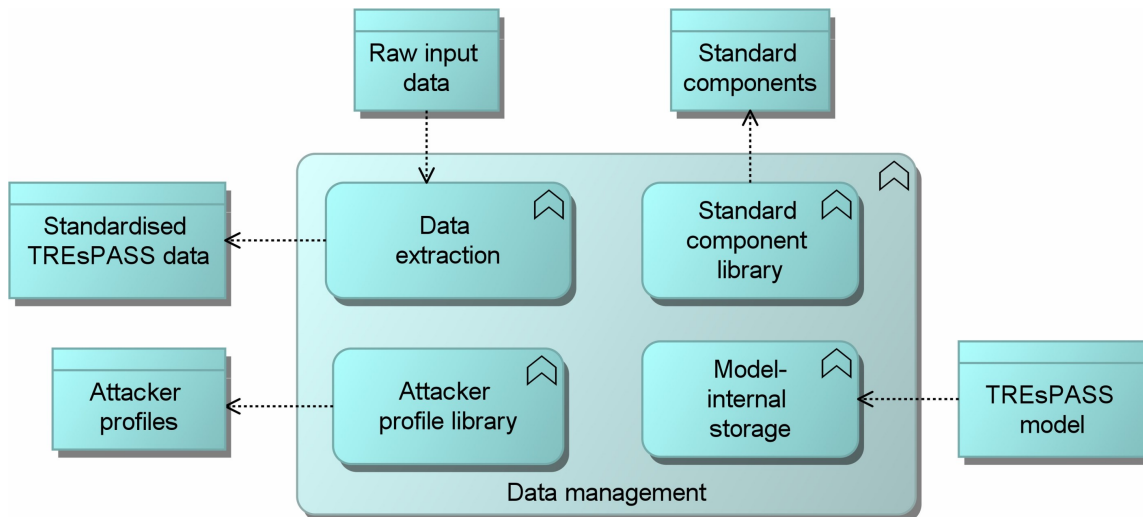 Raw input
data
Standard
components
Standardised
TREsPASS data
Data
extraction
Standard
component
library
Attacker
profiles
Attacker
profile library
Model-
internal
storage
TREsPASS
model
Data management